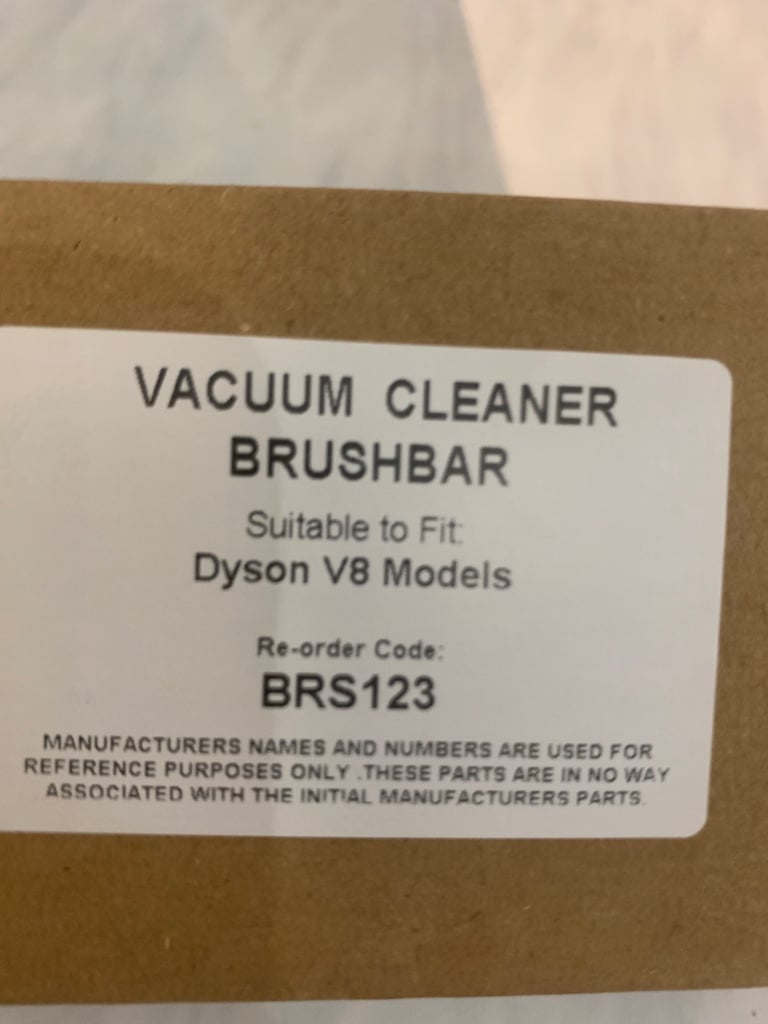 VACUUM CLEANER
BRUSHBAR
Suitable to Fit:
Dyson V8 Models
Re-order Code:
BRS123
MANUFACTURERS NAMES AND NUMBERS ARE USED FOR
REFERENCE PURPOSES ONLY .THESE PARTS ARE IN NO WAY
ASSOCIATED WITH THE INITIAL MANUFACTURERS PARTS.